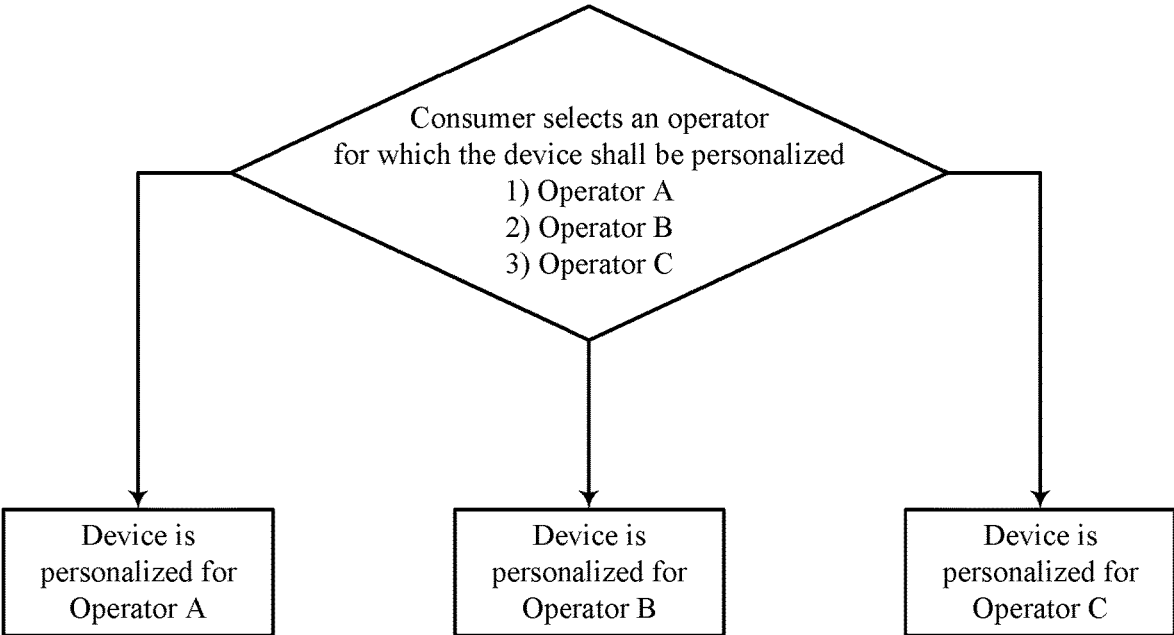 Consumer selects an operator
for which the device shall be personalized
1) Operator A
2) Operator B
3) Operator C
Device is
personalized for
Operator A
Device is
personalized for
Operator B
Device is
personalized for
Operator C